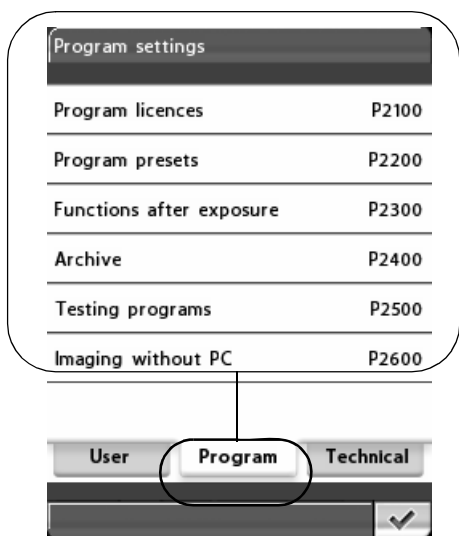 Program settings
Program licences P2100
Program presets P2200
Functions after exposure P2300
Archive P2400
Testing programs P2500
Imaging without PC P2600
User Program Technical